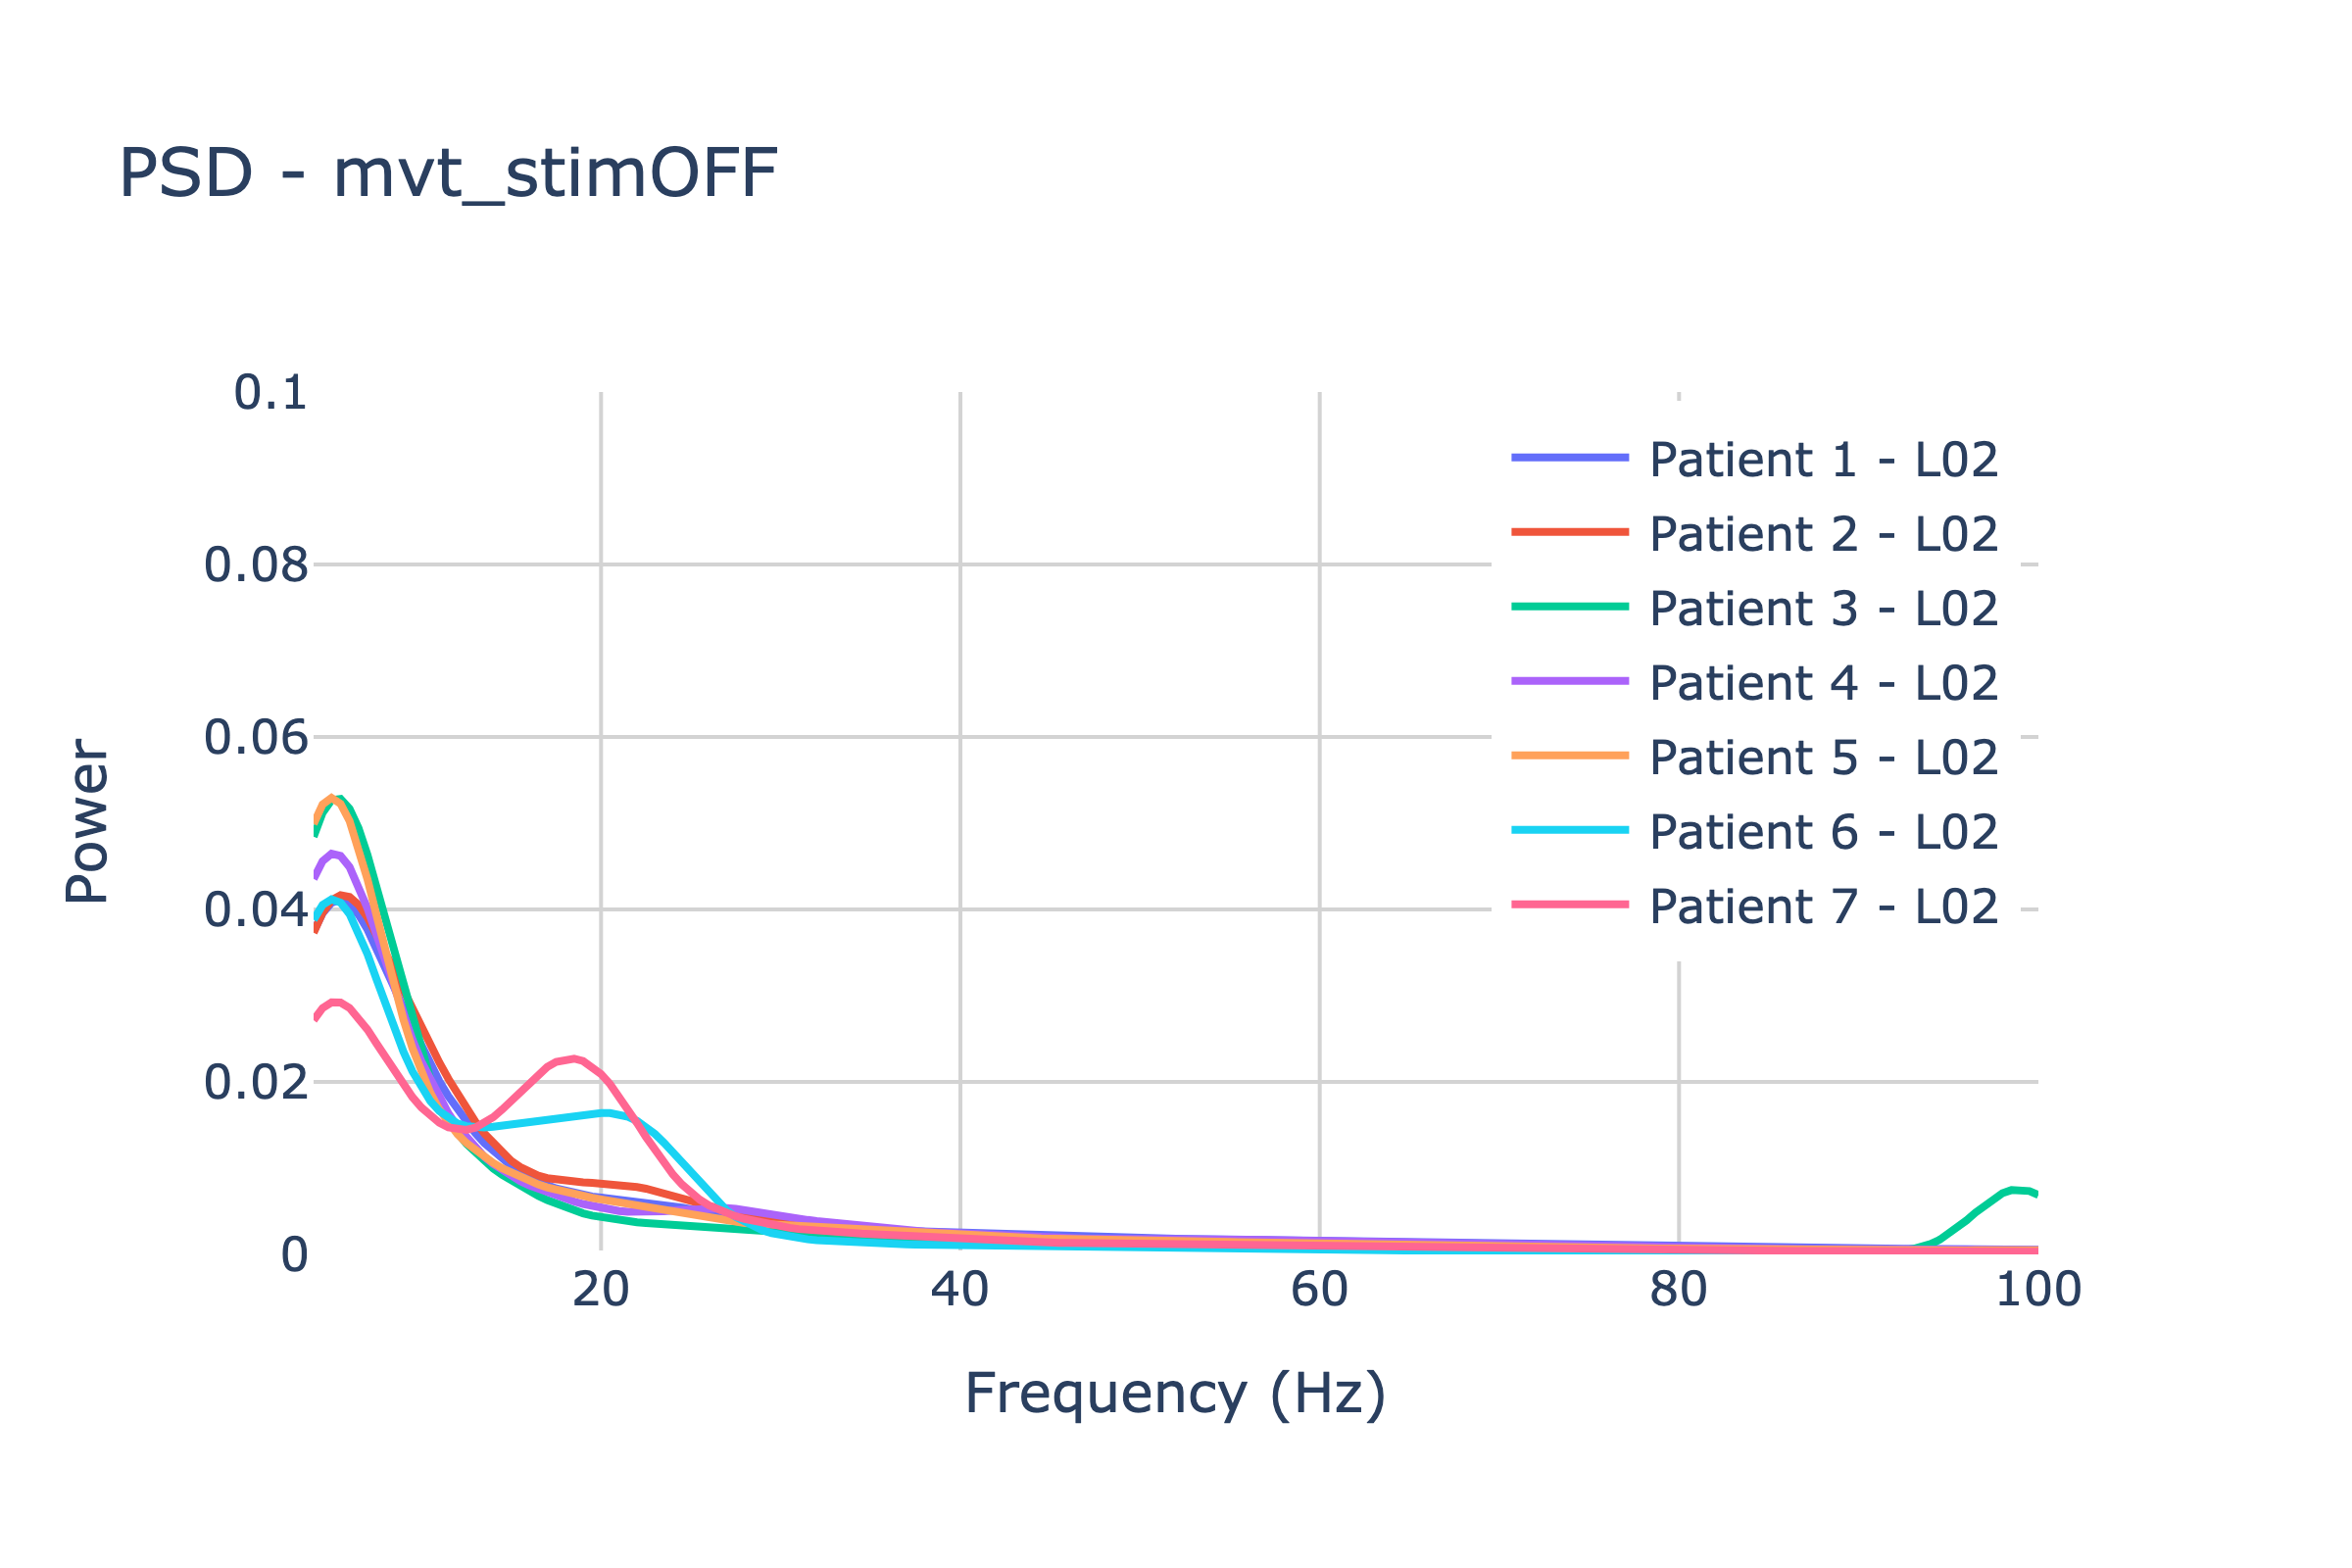 PSD - mvt_stimOFF
0.1
0.08
0.06
0.04
0.02
0
Power
20 40 60 80 100
Frequency (Hz)
Patient 1 - L02
Patient 2 - L02
Patient 3 - L02
Patient 4 - L02
Patient 5 - L02
Patient 6 - L02
Patient 7 - L02